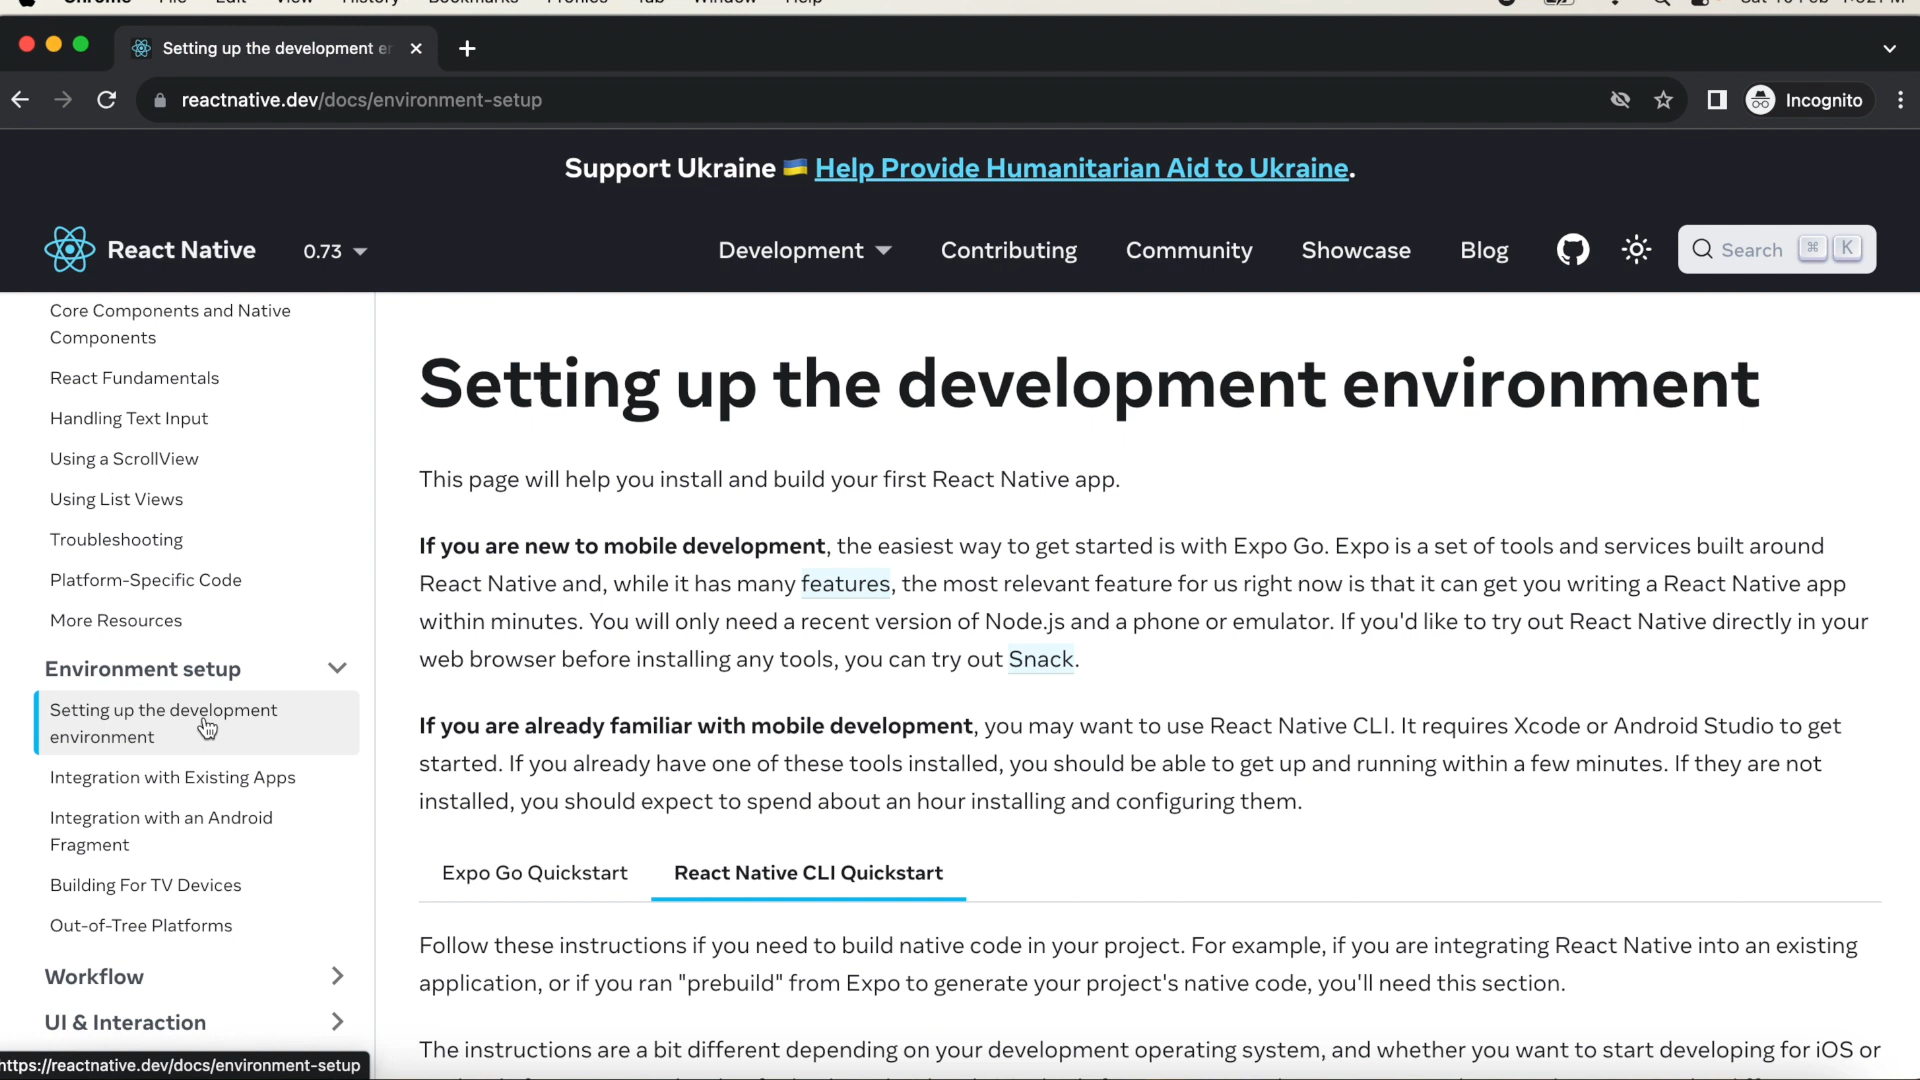 Setting up the development er
reactnative.dev/docs/environment-setup
Incognito
Support Ukraine 🇺🇦 Help Provide Humanitarian Aid to Ukraine.
React Native 0.73 Development Contributing Community Showcase Blog Search ⌘ K
Core Components and Native
Components
React Fundamentals
Handling Text Input
Using a ScrollView
Using List Views
Troubleshooting
Platform-Specific Code
More Resources
Environment setup
Setting up the development
environment
Integration with Existing Apps
Integration with an Android
Fragment
Building For TV Devices
Out-of-Tree Platforms
Workflow
UI & Interaction
https://reactnative.dev/docs/environment-setup
Setting up the development environment
This page will help you install and build your first React Native app.
If you are new to mobile development, the easiest way to get started is with Expo Go. Expo is a set of tools and services built around
React Native and, while it has many features, the most relevant feature for us right now is that it can get you writing a React Native app
within minutes. You will only need a recent version of Node.js and a phone or emulator. If you'd like to try out React Native directly in your
web browser before installing any tools, you can try out Snack.
If you are already familiar with mobile development, you may want to use React Native CLI. It requires Xcode or Android Studio to get
started. If you already have one of these tools installed, you should be able to get up and running within a few minutes. If they are not
installed, you should expect to spend about an hour installing and configuring them.
Expo Go Quickstart React Native CLI Quickstart
Follow these instructions if you need to build native code in your project. For example, if you are integrating React Native into an existing
application, or if you ran "prebuild" from Expo to generate your project's native code, you'll need this section.
The instructions are a bit different depending on your development operating system, and whether you want to start developing for iOS or